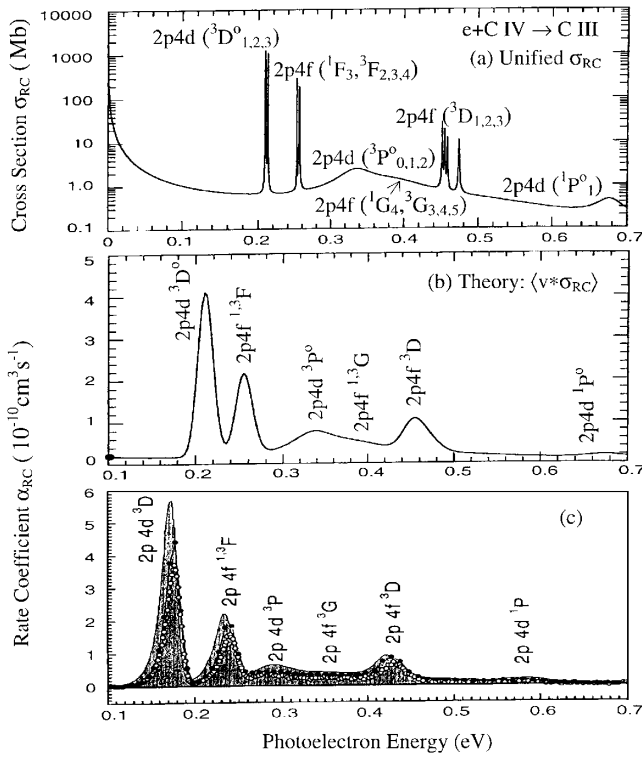 Cross Section σRC (Mb)
10000
1000
100
10
1.0
0.1
e+C IV → C III
(a) Unified σRC
2p4d (³Dº1,2,3)
2p4f (¹F3,³F2,3,4)
2p4f (³D1,2,3)
2p4d (³Pº0,1,2)
2p4f (¹G4,³G3,4,5)
2p4d (¹Pº1)
0 0.1 0.2 0.3 0.4 0.5 0.6 0.7
Rate Coefficient αRC (10⁻¹⁰cm³s⁻¹)
5
4
3
2
1
0
(b) Theory: ⟨v*σRC⟩
2p4d ³Dº
2p4f ¹,³F
2p4d ³Pº
2p4f ¹,³G
2p4f ³D
2p4d ¹Pº
0.1 0.2 0.3 0.4 0.5 0.6 0.7
6
5
4
3
2
1
0
(c)
2p 4d ³D
2p 4f ¹,³F
2p 4d ³P
2p 4f ³G
2p 4f ³D
2p 4d ¹P
0.1 0.2 0.3 0.4 0.5 0.6 0.7
Photoelectron Energy (eV)